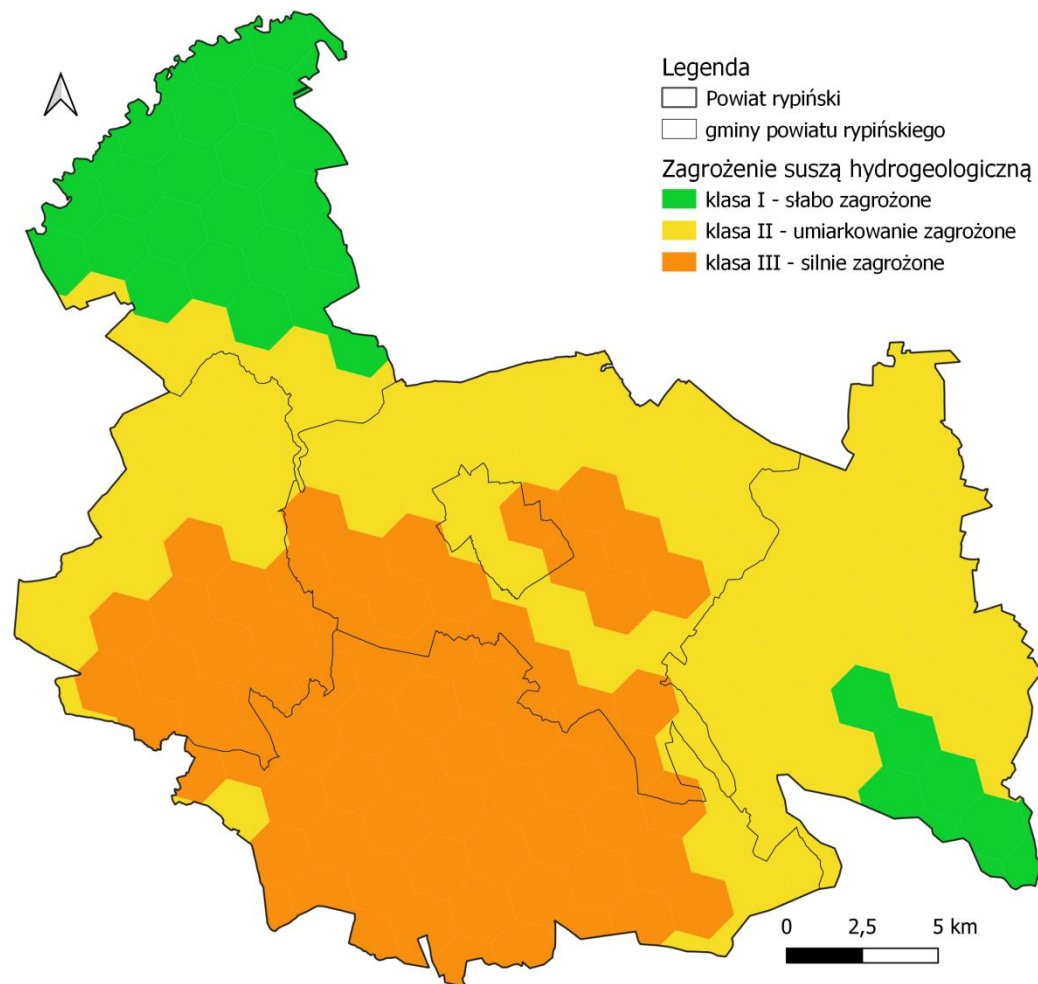 Legenda
Powiat rypiński
gminy powiatu rypińskiego
Zagrożenie suszą hydrogeologiczną
klasa I - słabo zagrożone
klasa II - umiarkowanie zagrożone
klasa III - silnie zagrożone
0 2,5 5 km